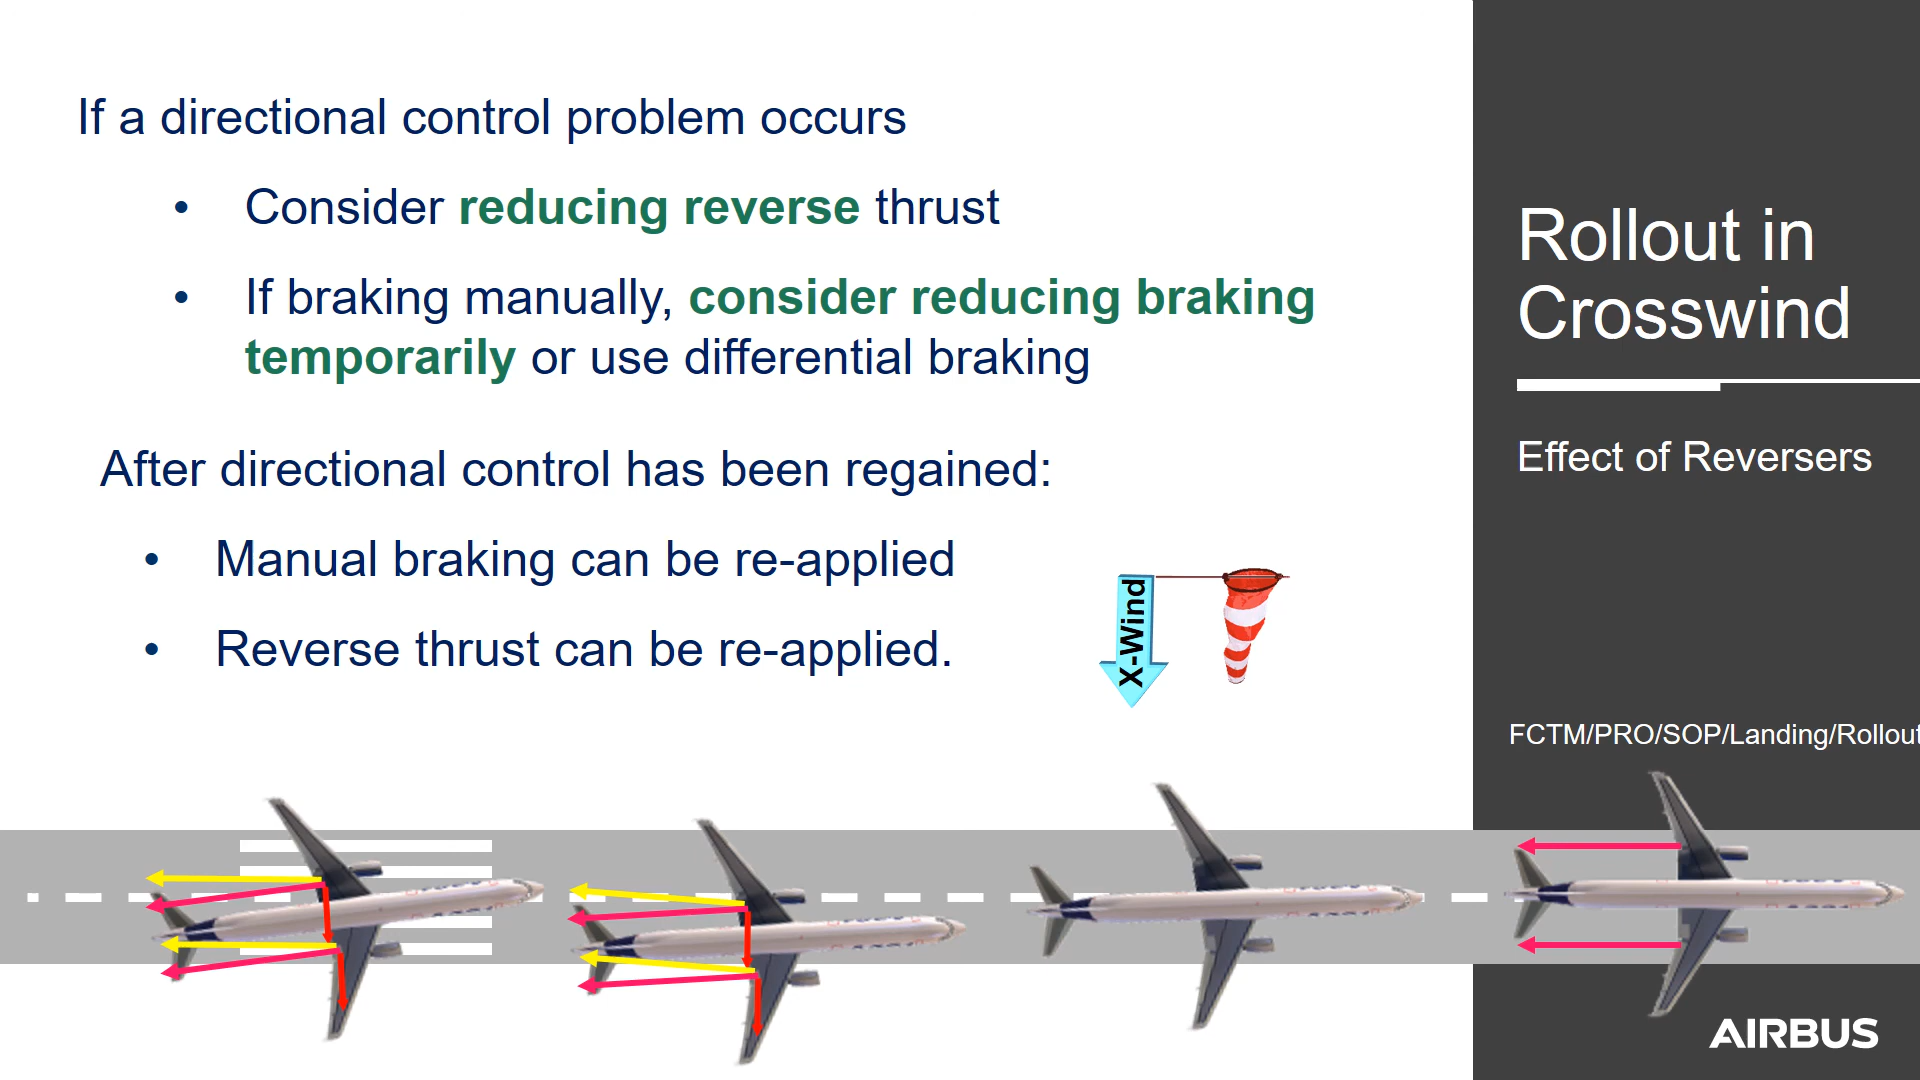 If a directional control problem occurs
• Consider reducing reverse thrust
• If braking manually, consider reducing braking
temporarily or use differential braking
After directional control has been regained:
• Manual braking can be re-applied
• Reverse thrust can be re-applied.
X-Wind
Rollout in
Crosswind
Effect of Reversers
FCTM/PRO/SOP/Landing/Rollout
AIRBUS